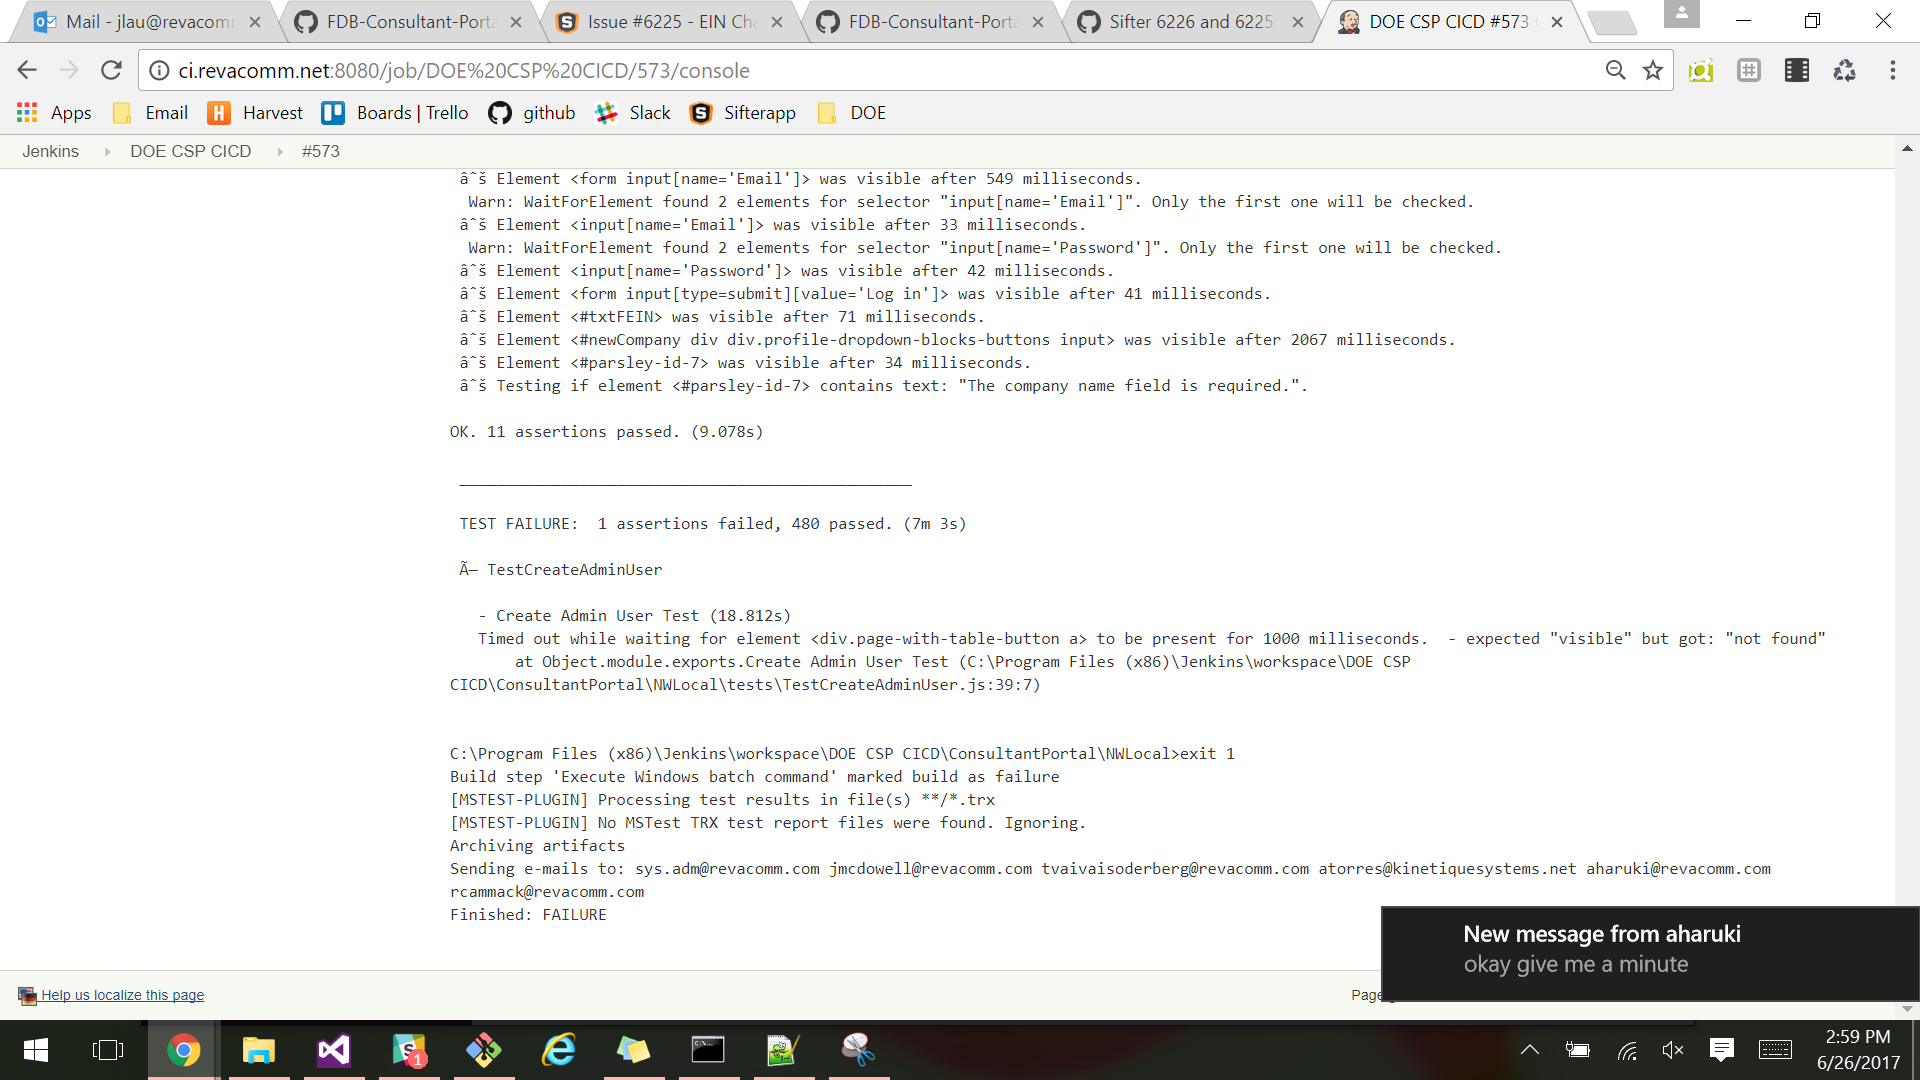 Mail - jlau@revacomm
FDB-Consultant-Porta
Issue #6225 - EIN Cha
FDB-Consultant-Porta
Sifter 6226 and 6225
DOE CSP CICD #573
ci.revacomm.net:8080/job/DOE%20CSP%20CICD/573/console
Apps
Email
Harvest
Boards | Trello
github
Slack
Sifterapp
DOE
Jenkins
DOE CSP CICD
#573
âˆš Element <form input[name='Email']> was visible after 549 milliseconds.
Warn: WaitForElement found 2 elements for selector "input[name='Email']". Only the first one will be checked.
âˆš Element <input[name='Email']> was visible after 33 milliseconds.
Warn: WaitForElement found 2 elements for selector "input[name='Password']". Only the first one will be checked.
âˆš Element <input[name='Password']> was visible after 42 milliseconds.
âˆš Element <form input[type=submit][value='Log in']> was visible after 41 milliseconds.
âˆš Element <#txtFEIN> was visible after 71 milliseconds.
âˆš Element <#newCompany div div.profile-dropdown-blocks-buttons input> was visible after 2067 milliseconds.
âˆš Element <#parsley-id-7> was visible after 34 milliseconds.
âˆš Testing if element <#parsley-id-7> contains text: "The company name field is required.".
OK. 11 assertions passed. (9.078s)
_________________________________________________
TEST FAILURE:  1 assertions failed, 480 passed. (7m 3s)
Ã— TestCreateAdminUser
- Create Admin User Test (18.812s)
Timed out while waiting for element <div.page-with-table-button a> to be present for 1000 milliseconds.  - expected "visible" but got: "not found"
at Object.module.exports.Create Admin User Test (C:\Program Files (x86)\Jenkins\workspace\DOE CSP
CICD\ConsultantPortal\NWLocal\tests\TestCreateAdminUser.js:39:7)
C:\Program Files (x86)\Jenkins\workspace\DOE CSP CICD\ConsultantPortal\NWLocal>exit 1
Build step 'Execute Windows batch command' marked build as failure
[MSTEST-PLUGIN] Processing test results in file(s) **/*.trx
[MSTEST-PLUGIN] No MSTest TRX test report files were found. Ignoring.
Archiving artifacts
Sending e-mails to: sys.adm@revacomm.com jmcdowell@revacomm.com tvaivaisoderberg@revacomm.com atorres@kinetiquesystems.net aharuki@revacomm.com
rcammack@revacomm.com
Finished: FAILURE
New message from aharuki
okay give me a minute
Help us localize this page
Page
1
2:59 PM
6/26/2017